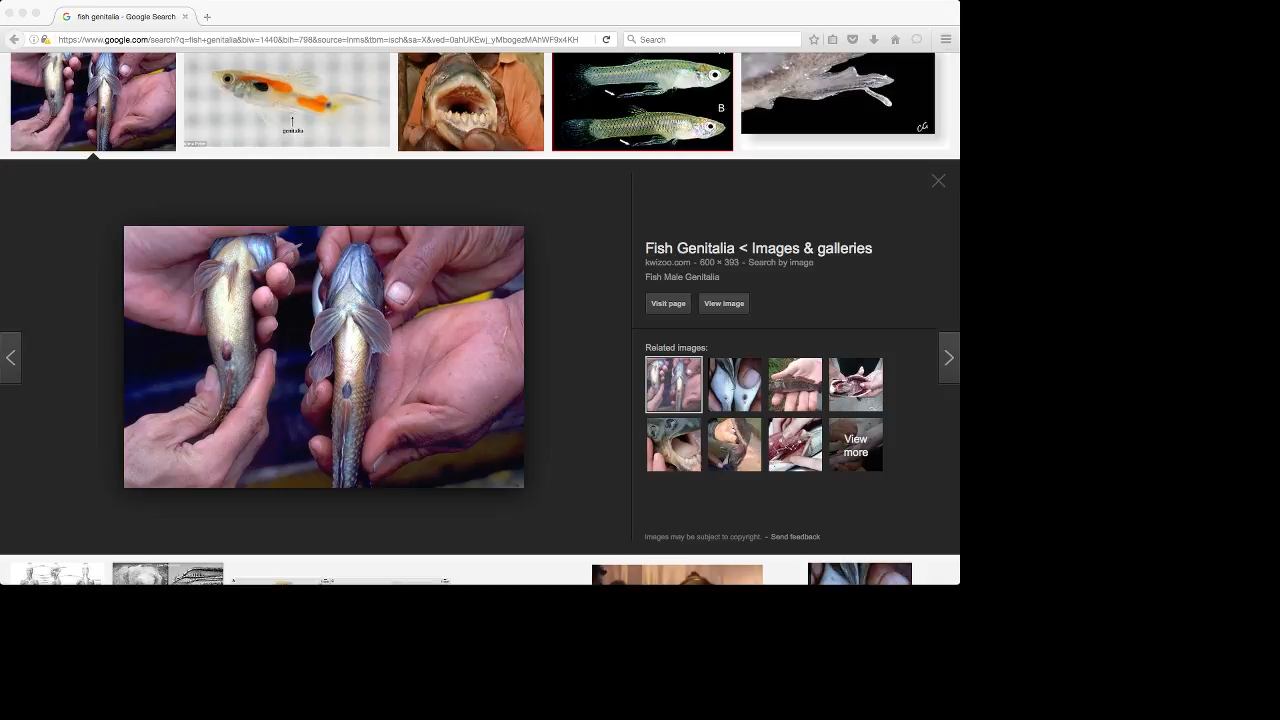 fish genitalia - Google Search
https://www.google.com/search?q=fish+genitalia&biw=1440&bih=798&source=lnms&tbm=isch&sa=X&ved=0ahUKEwj_yMbogezMAhWF9x4KH
Search
genitalia
B
CG
Fish Genitalia < Images & galleries
kwizoo.com - 600 × 393 - Search by image
Fish Male Genitalia
Visit page
View image
Related images:
View
more
Images may be subject to copyright. - Send feedback